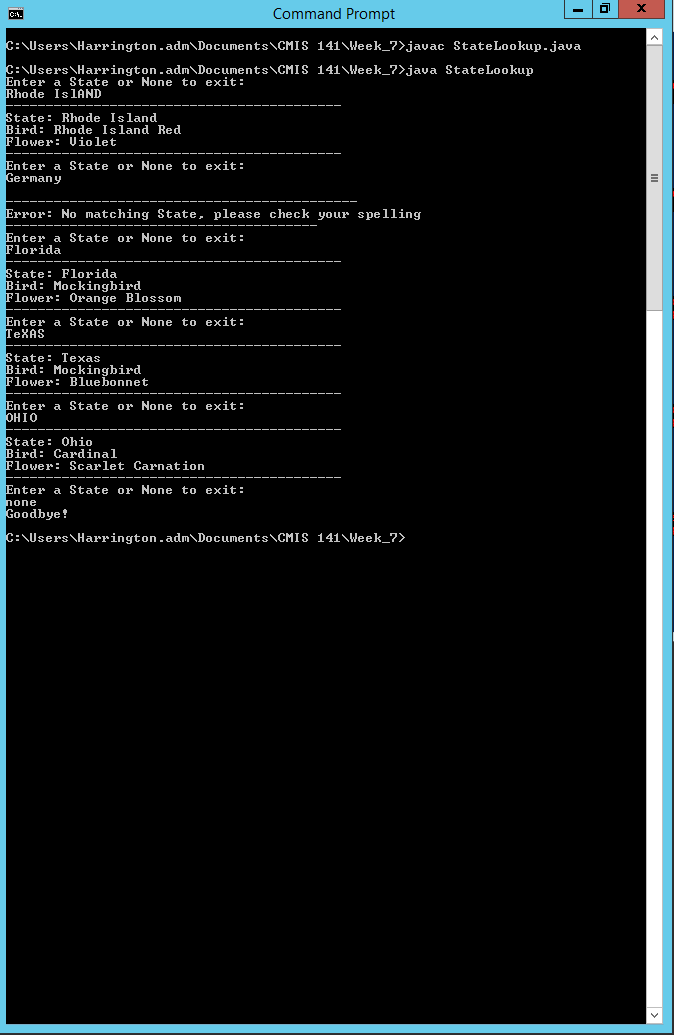 Command Prompt
C:\Users\Harrington.adm\Documents\CMIS 141\Week_7>javac StateLookup.java
C:\Users\Harrington.adm\Documents\CMIS 141\Week_7>java StateLookup
Enter a State or None to exit:
Rhode IslAND
------------------------------------------
State: Rhode Island
Bird: Rhode Island Red
Flower: Violet
------------------------------------------
Enter a State or None to exit:
Germany
--------------------------------------------
Error: No matching State, please check your spelling
---------------------------------------
Enter a State or None to exit:
Florida
------------------------------------------
State: Florida
Bird: Mockingbird
Flower: Orange Blossom
------------------------------------------
Enter a State or None to exit:
TeXAS
------------------------------------------
State: Texas
Bird: Mockingbird
Flower: Bluebonnet
------------------------------------------
Enter a State or None to exit:
OHIO
------------------------------------------
State: Ohio
Bird: Cardinal
Flower: Scarlet Carnation
------------------------------------------
Enter a State or None to exit:
none
Goodbye!
C:\Users\Harrington.adm\Documents\CMIS 141\Week_7>